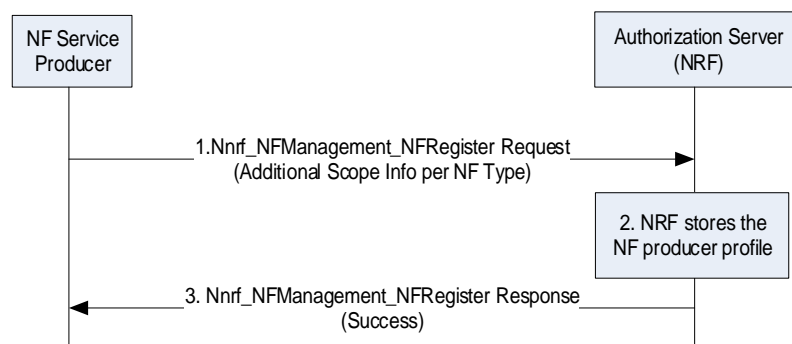 NF Service
Producer
Authorization Server
(NRF)
1.Nnrf_NFManagement_NFRegister Request
(Additional Scope Info per NF Type)
2. NRF stores the
NF producer profile
3. Nnrf_NFManagement_NFRegister Response
(Success)